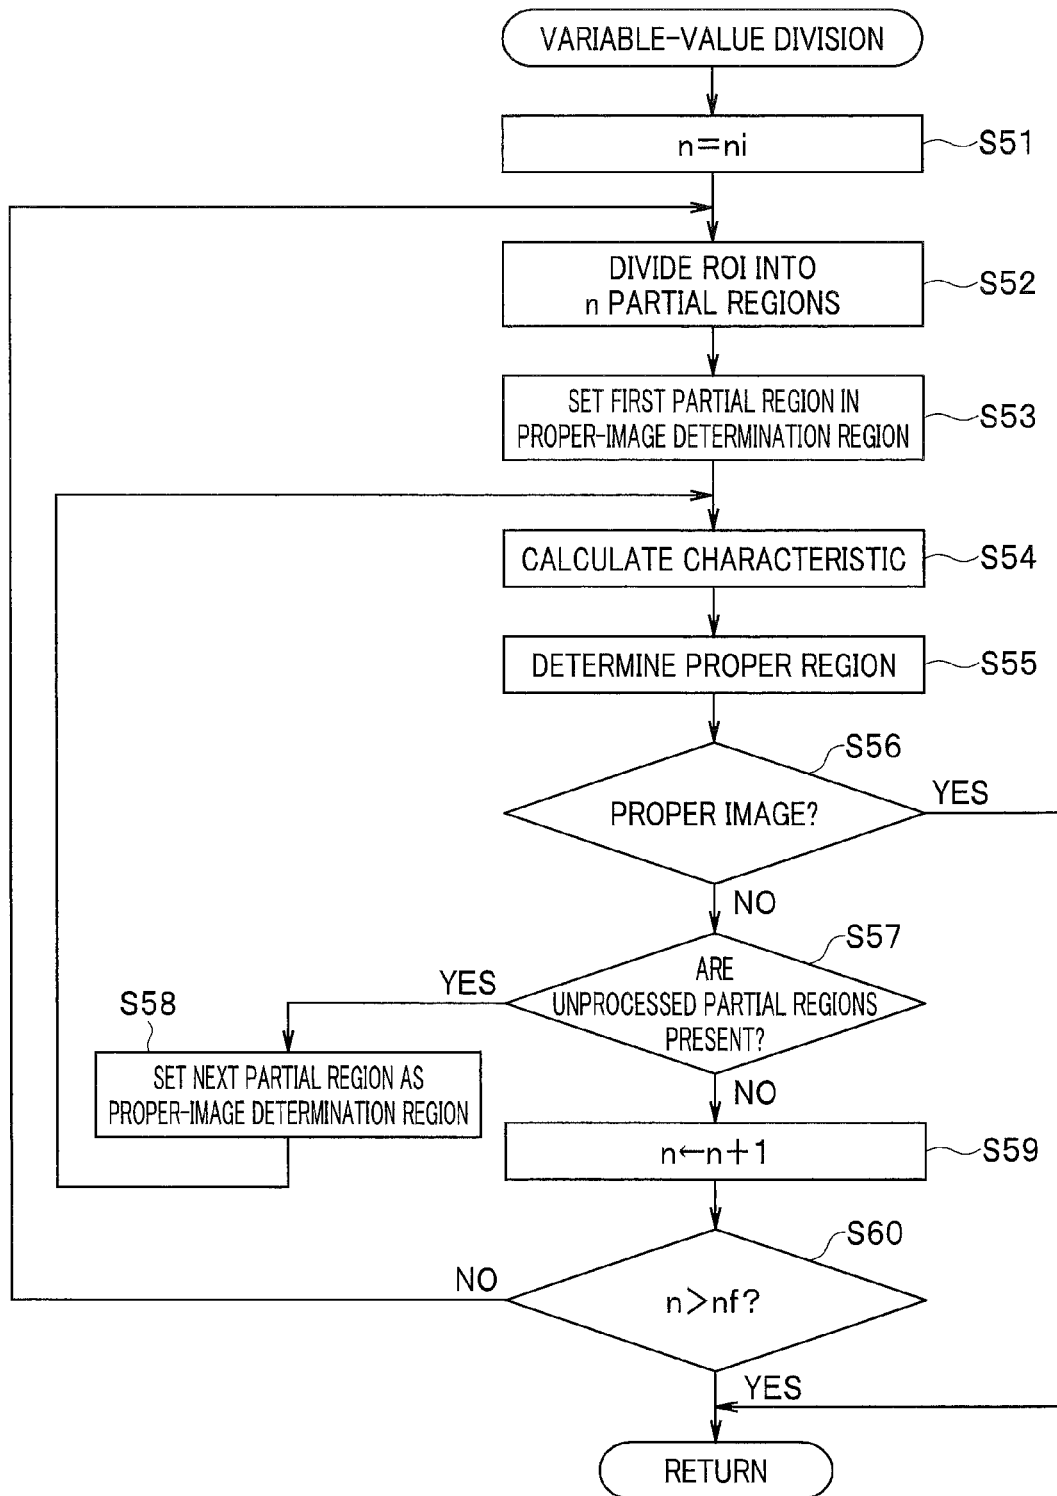 VARIABLE-VALUE DIVISION
n=ni
S51
DIVIDE ROI INTO
n PARTIAL REGIONS
S52
SET FIRST PARTIAL REGION IN
PROPER-IMAGE DETERMINATION REGION
S53
CALCULATE CHARACTERISTIC
S54
DETERMINE PROPER REGION
S55
S56
PROPER IMAGE?
YES
NO
S57
ARE
UNPROCESSED PARTIAL REGIONS
PRESENT?
YES
S58
SET NEXT PARTIAL REGION AS
PROPER-IMAGE DETERMINATION REGION
NO
n←n+1
S59
S60
n>nf?
NO
YES
RETURN